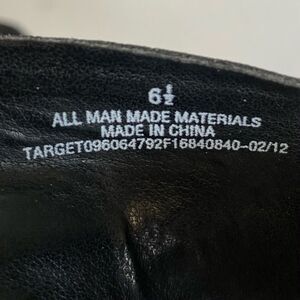 6½
ALL MAN MADE MATERIALS
MADE IN CHINA
TARGET096064792F16840840-02/12